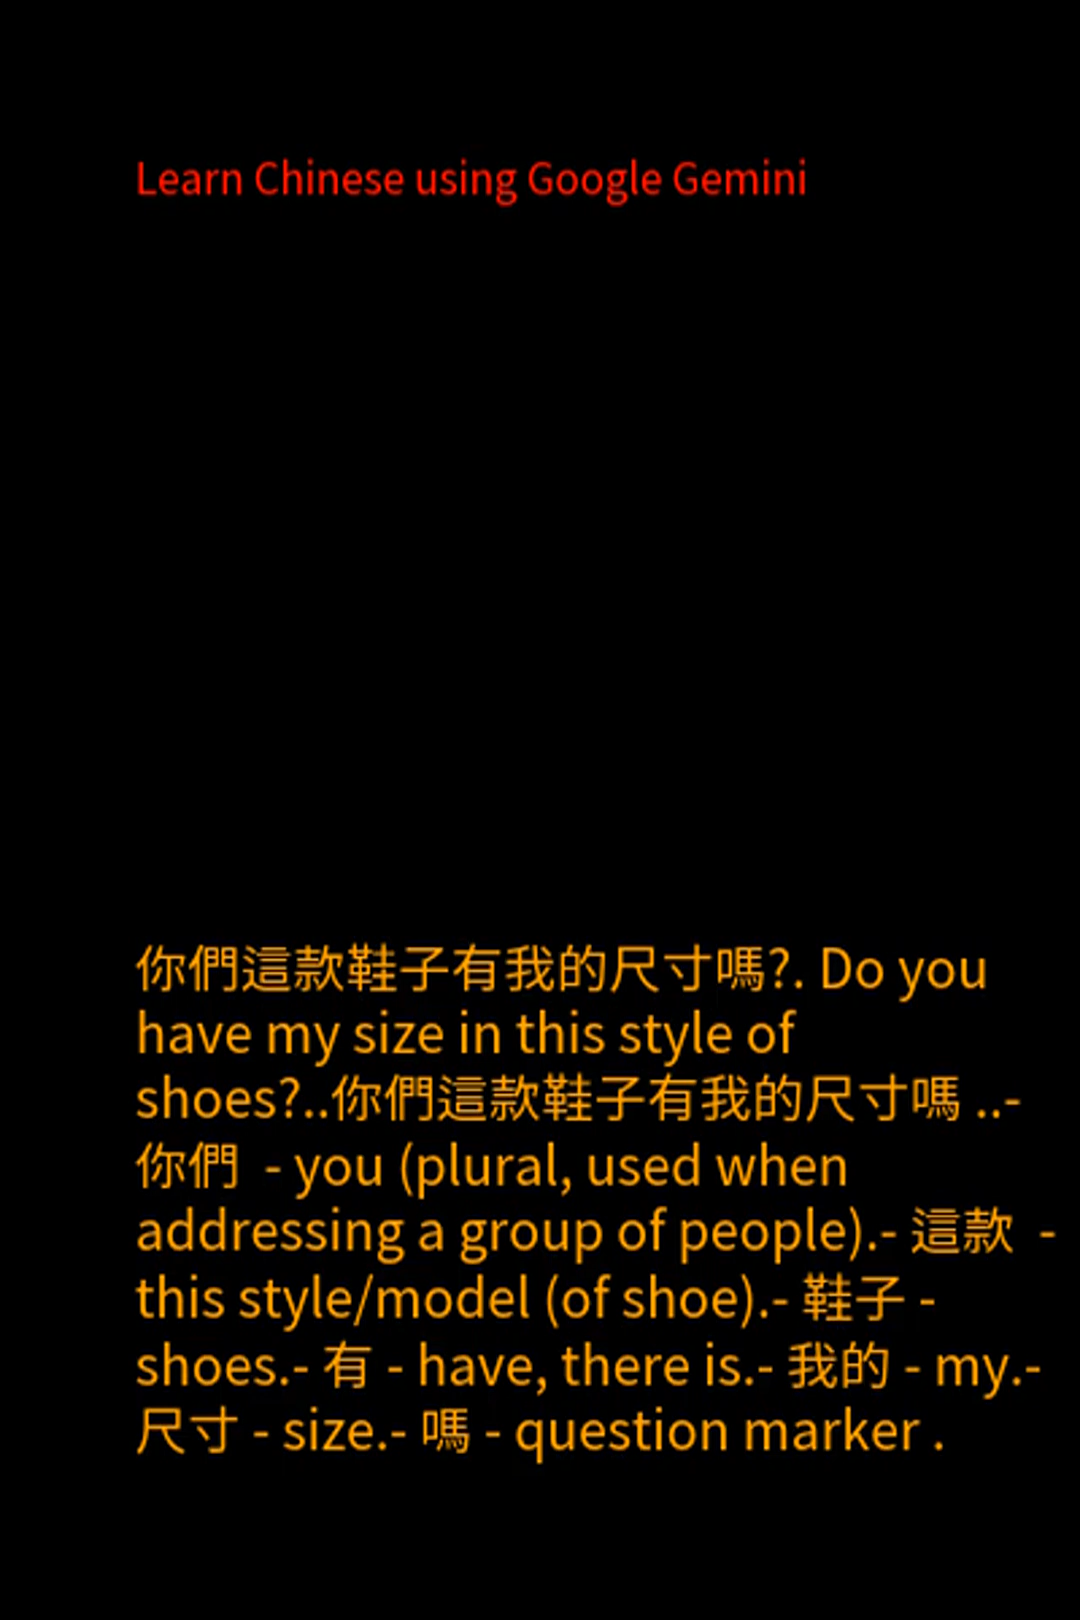 Learn Chinese using Google Gemini
你們這款鞋子有我的尺寸嗎?. Do you
have my size in this style of
shoes?..你們這款鞋子有我的尺寸嗎 ..-
你們  - you (plural, used when
addressing a group of people).- 這款  -
this style/model (of shoe).- 鞋子 -
shoes.- 有 - have, there is.- 我的 - my.-
尺寸 - size.- 嗎 - question marker .